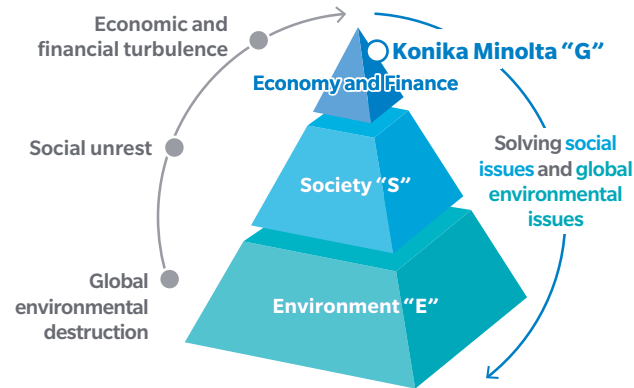 Economic and
financial turbulence
Konika Minolta “G”
Economy and Finance
Social unrest
Solving social
issues and global
environmental
issues
Society “S”
Global
environmental
destruction
Environment “E”